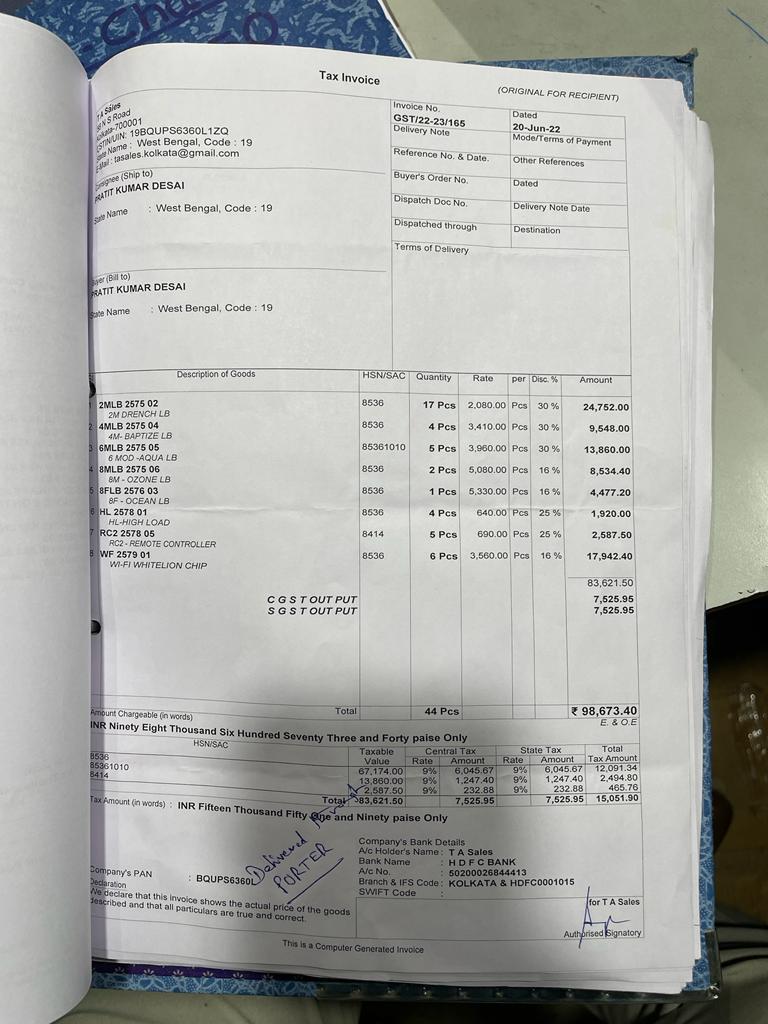 Tax Invoice
(ORIGINAL FOR RECIPIENT)
T A Sales
N S Road
Kolkata-700001
GSTIN/UIN: 19BQUPS6360L1ZQ
State Name : West Bengal, Code : 19
E-Mail : tasales.kolkata@gmail.com
Invoice No. Dated
GST/22-23/165 20-Jun-22
Delivery Note Mode/Terms of Payment
Reference No. & Date. Other References
Buyer's Order No. Dated
Dispatch Doc No. Delivery Note Date
Dispatched through Destination
Terms of Delivery
Consignee (Ship to)
PRATIT KUMAR DESAI
State Name : West Bengal, Code : 19
Buyer (Bill to)
PRATIT KUMAR DESAI
State Name : West Bengal, Code : 19
Description of Goods HSN/SAC Quantity Rate per Disc. % Amount
1 2MLB 2575 02 8536 17 Pcs 2,080.00 Pcs 30 % 24,752.00
2M DRENCH LB
2 4MLB 2575 04 8536 4 Pcs 3,410.00 Pcs 30 % 9,548.00
4M- BAPTIZE LB
3 6MLB 2575 05 85361010 5 Pcs 3,960.00 Pcs 30 % 13,860.00
6 MOD -AQUA LB
4 8MLB 2575 06 8536 2 Pcs 5,080.00 Pcs 16 % 8,534.40
8M - OZONE LB
5 8FLB 2576 03 8536 1 Pcs 5,330.00 Pcs 16 % 4,477.20
8F - OCEAN LB
6 HL 2578 01 8536 4 Pcs 640.00 Pcs 25 % 1,920.00
HL-HIGH LOAD
7 RC2 2578 05 8414 5 Pcs 690.00 Pcs 25 % 2,587.50
RC2 - REMOTE CONTROLLER
8 WF 2579 01 8536 6 Pcs 3,560.00 Pcs 16 % 17,942.40
WI-FI WHITELION CHIP
83,621.50
C G S T OUT PUT 7,525.95
S G S T OUT PUT 7,525.95
Total 44 Pcs ₹ 98,673.40
Amount Chargeable (in words) E. & O.E
INR Ninety Eight Thousand Six Hundred Seventy Three and Forty paise Only
HSN/SAC Taxable Value Central Tax Rate Amount State Tax Rate Amount Total Tax Amount
8536 67,174.00 9% 6,045.67 9% 6,045.67 12,091.34
85361010 13,860.00 9% 1,247.40 9% 1,247.40 2,494.80
8414 2,587.50 9% 232.88 9% 232.88 465.76
Total 83,621.50 7,525.95 7,525.95 15,051.90
Tax Amount (in words) : INR Fifteen Thousand Fifty One and Ninety paise Only
Delivered
PORTER
Company's Bank Details
A/c Holder's Name : T A Sales
Bank Name : H D F C BANK
A/c No. : 50200026844413
Branch & IFS Code : KOLKATA & HDFC0001015
SWIFT Code :
Company's PAN : BQUPS6360L
Declaration
We declare that this invoice shows the actual price of the goods
described and that all particulars are true and correct.
for T A Sales
Authorised Signatory
This is a Computer Generated Invoice